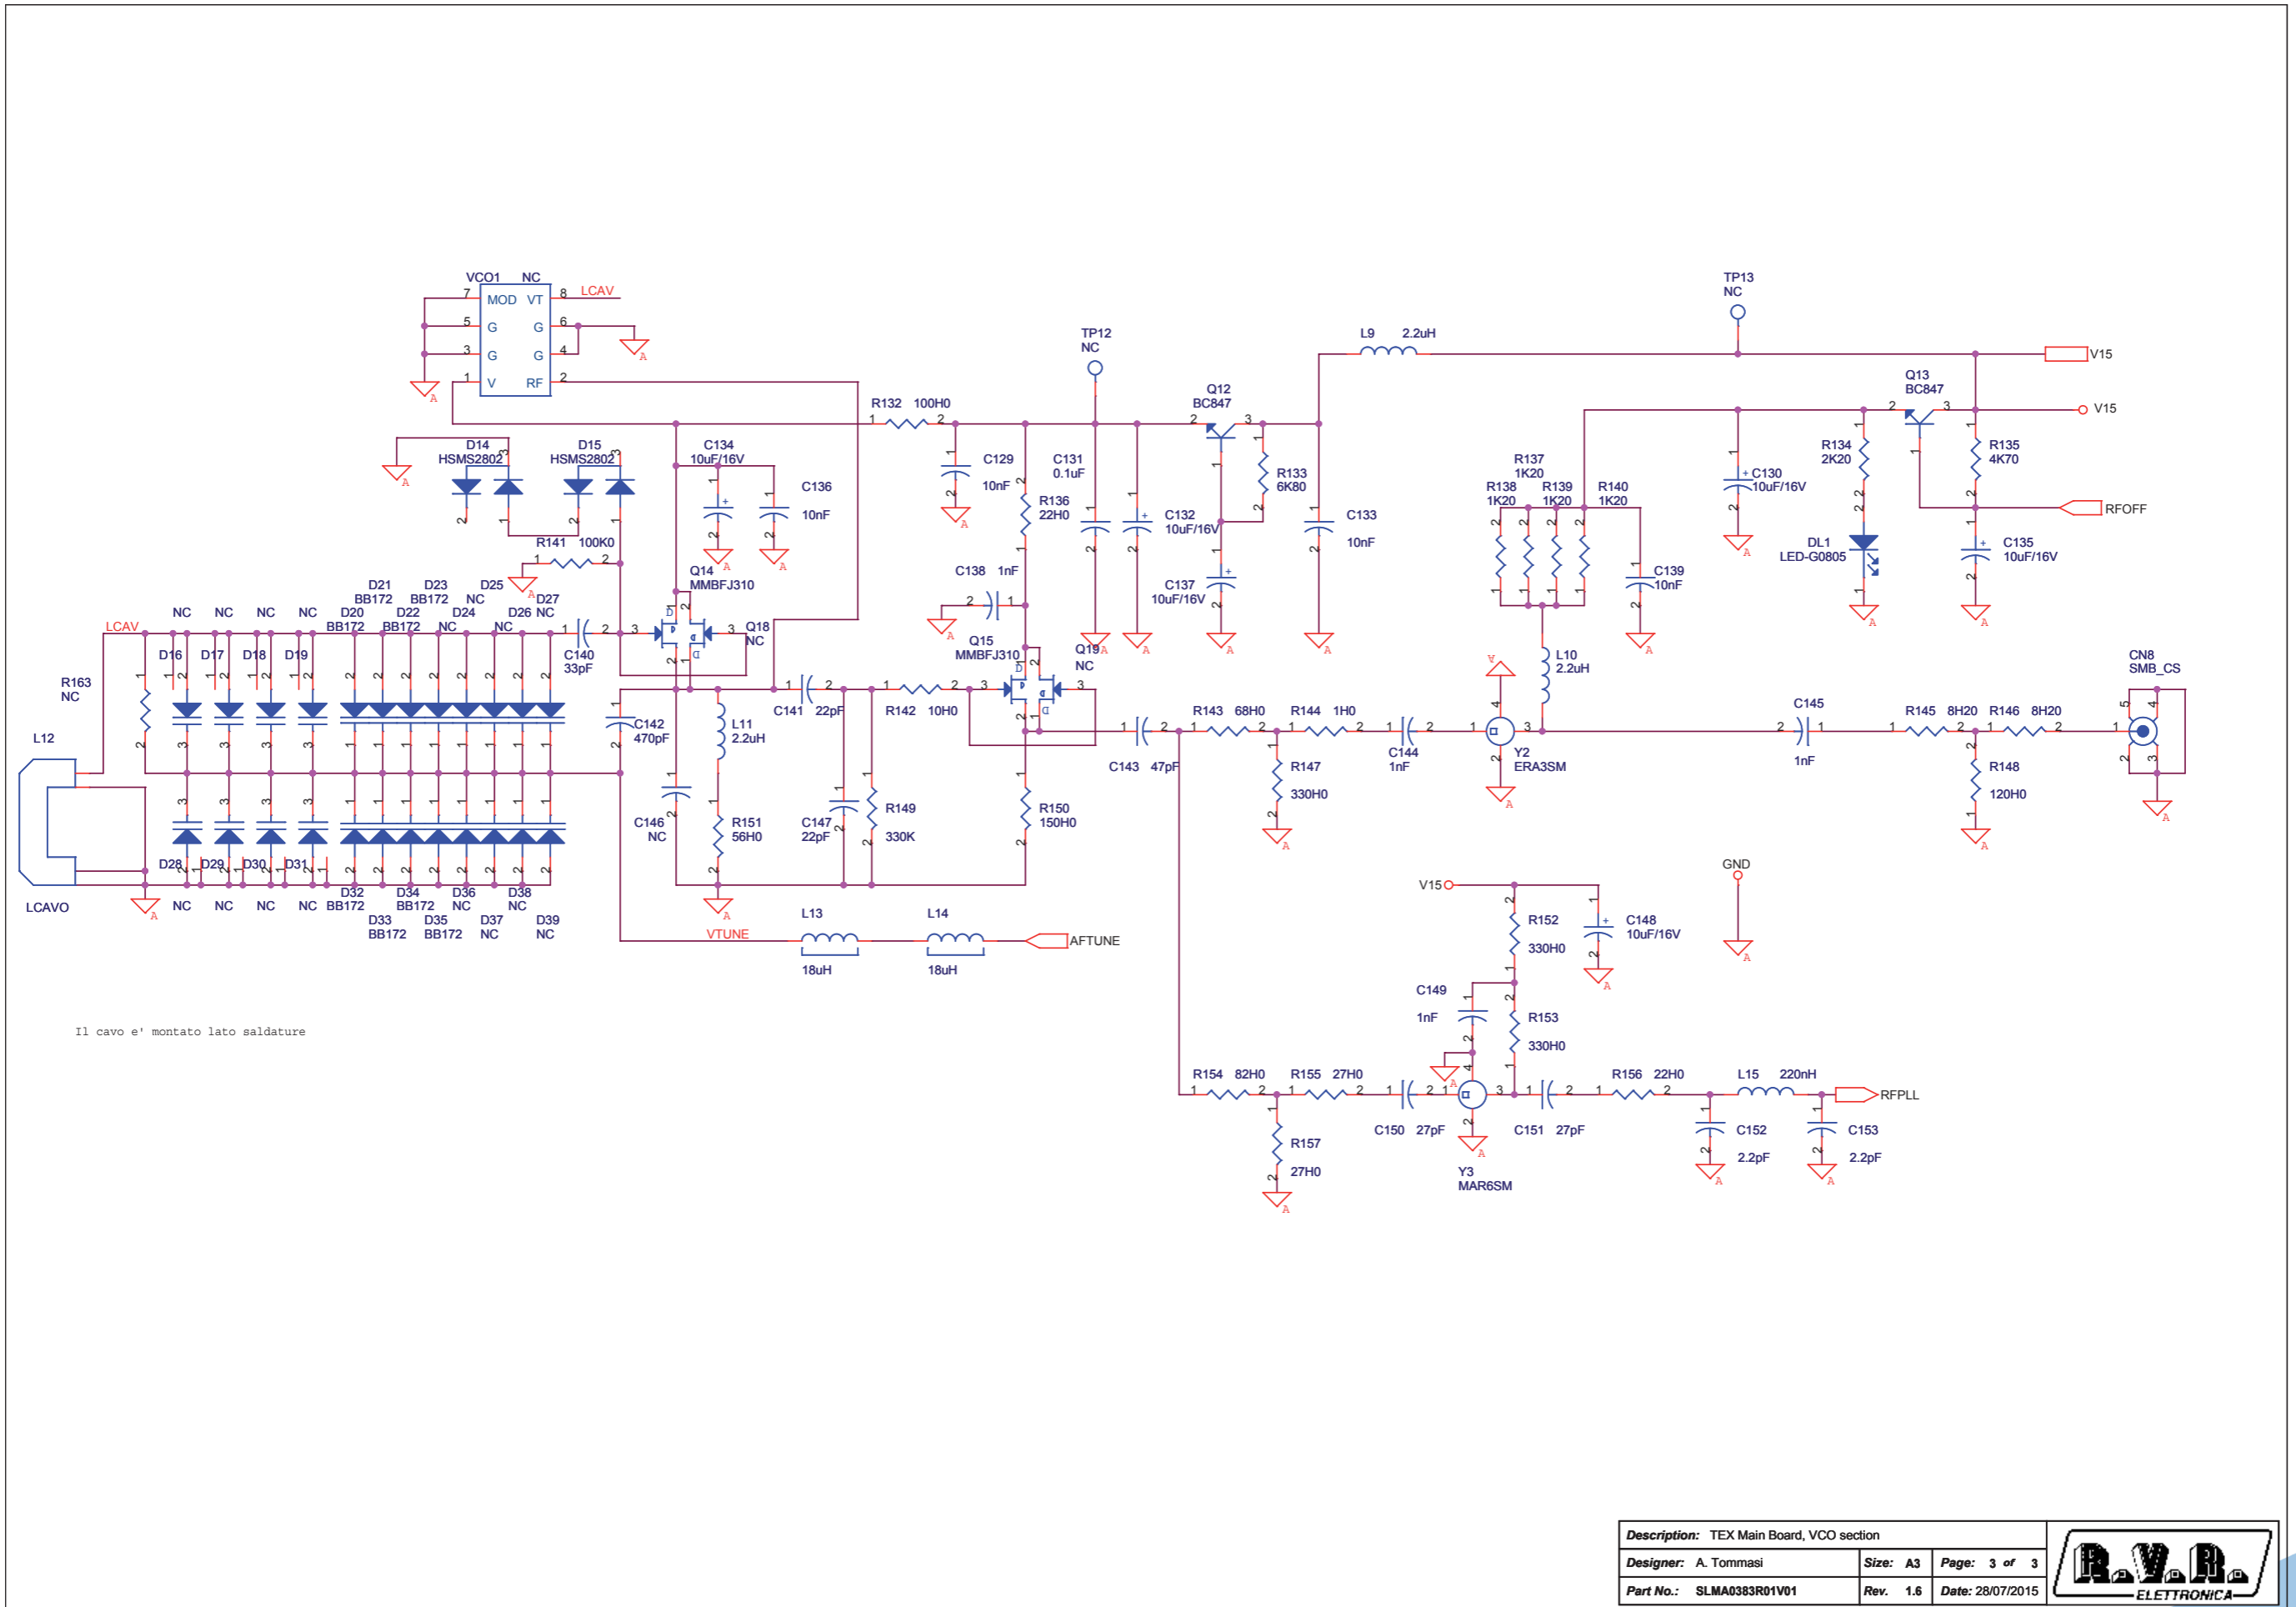 VCO1 NC
7 MOD VT 8 LCAV
5 G G 6
3 G G 4
1 V RF 2
A
A
TP12
NC
TP13
NC
L9 2.2uH
V15
Q13
BC847
2 3
V15
Q12
BC847
2 3
1
R132 100H0
1 2
D14
HSMS2802
D15
HSMS2802
C134
10uF/16V
C136
10nF
C129
10nF
C131
0.1uF
R136
22H0
C132
10uF/16V
R133
6K80
C133
10nF
C137
10uF/16V
R137
1K20
R138
1K20
R139
1K20
R140
1K20
C139
10nF
C130
10uF/16V
R134
2K20
R135
4K70
RFOFF
DL1
LED-G0805
C135
10uF/16V
R141 100K0
1 2
Q14
MMBFJ310
C138 1nF
2 1
Q18
NC
Q15
MMBFJ310
Q19
NC
D21
BB172
D23
BB172
D25
NC
D27
NC
NC NC NC NC
D20
BB172
D22
BB172
D24
NC
D26
NC
LCAV
C140
33pF
D16 D17 D18 D19
R163
NC
L12
LCAVO
C142
470pF
L11
2.2uH
C141 22pF
R142 10H0
L10
2.2uH
CN8
SMB_CS
C143 47pF
R143 68H0
R144 1H0
C144
1nF
R147
330H0
Y2
ERA3SM
C145
1nF
R145 8H20
R146 8H20
R148
120H0
C146
NC
R151
56H0
C147
22pF
R149
330K
R150
150H0
D28 D29 D30 D31
NC NC NC NC
D32
BB172
D34
BB172
D36
NC
D38
NC
D33
BB172
D35
BB172
D37
NC
D39
NC
VTUNE
L13
18uH
L14
18uH
AFTUNE
GND
V15
R152
330H0
C148
10uF/16V
C149
1nF
R153
330H0
Il cavo e' montato lato saldature
R154 82H0
R155 27H0
R157
27H0
C150 27pF
Y3
MAR6SM
C151 27pF
R156 22H0
L15 220nH
RFPLL
C152
2.2pF
C153
2.2pF
Description: TEX Main Board, VCO section
Designer: A. Tommasi
Size: A3
Page: 3 of 3
Part No.: SLMA0383R01V01
Rev. 1.6
Date: 28/07/2015
R.V.R.
ELETTRONICA